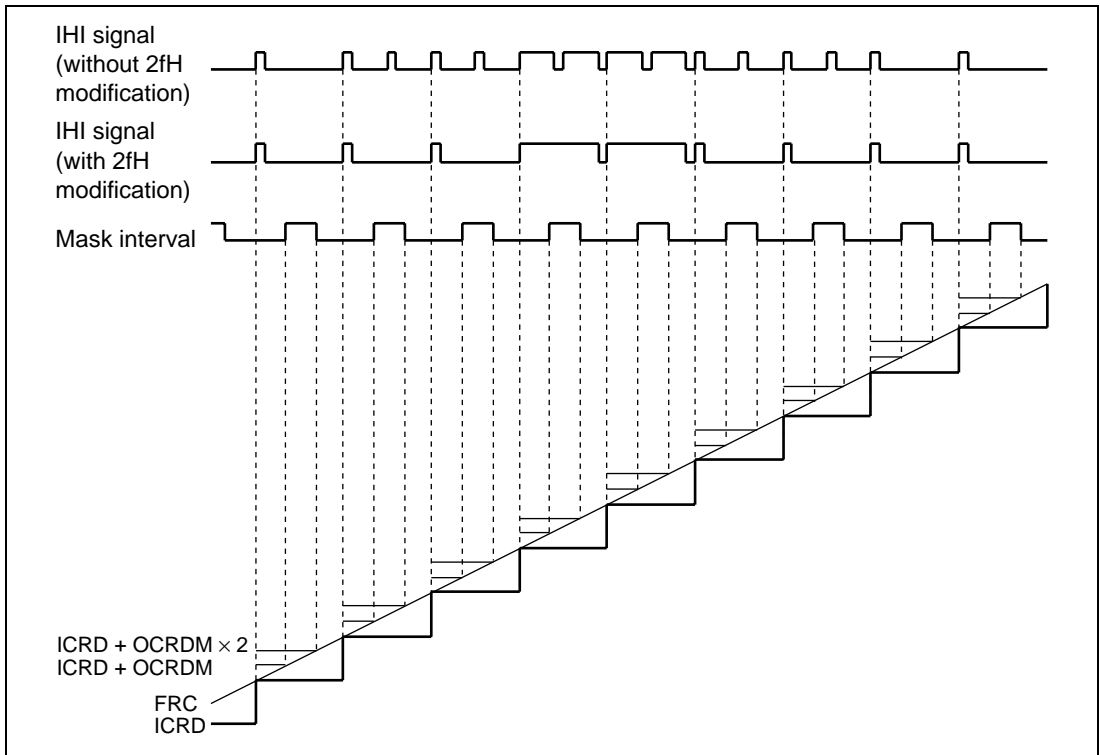 IHI signal
(without 2fH
modification)
IHI signal
(with 2fH
modification)
Mask interval
ICRD + OCRDM × 2
ICRD + OCRDM
FRC
ICRD